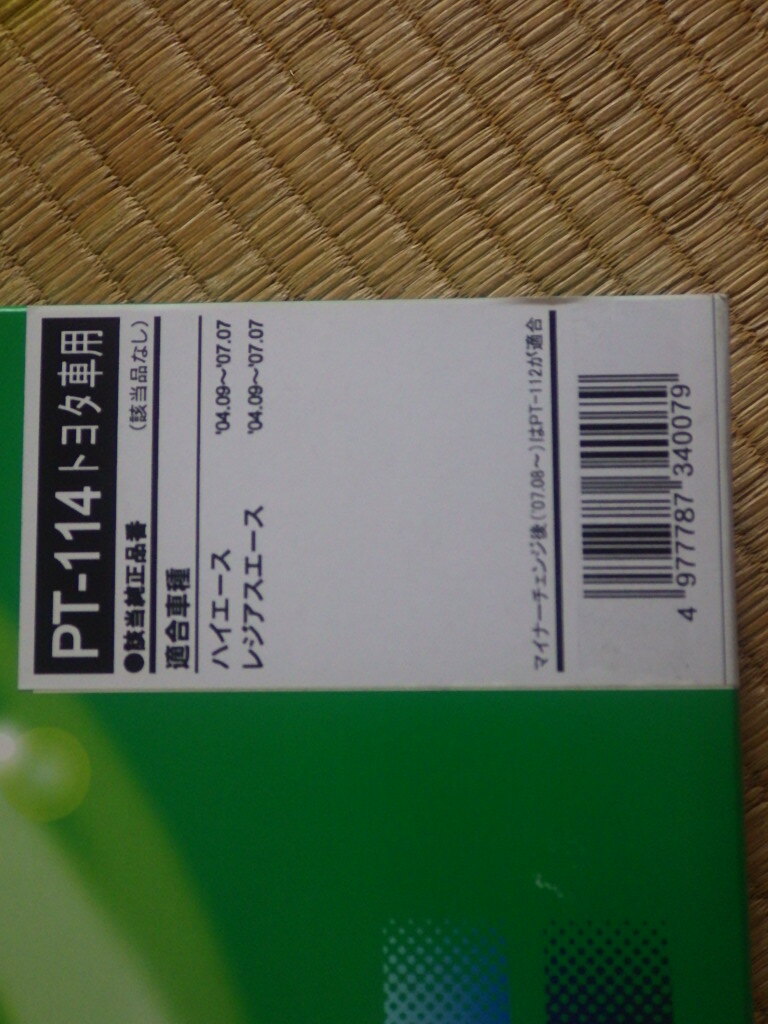 PT-114トヨタ車用
●該当純正品番 (該当品なし)
適合車種
ハイエース '04.09〜'07.07
レジアスエース '04.09〜'07.07
マイナーチェンジ後('07.08〜)はPT-112が適合
4 977787 340079